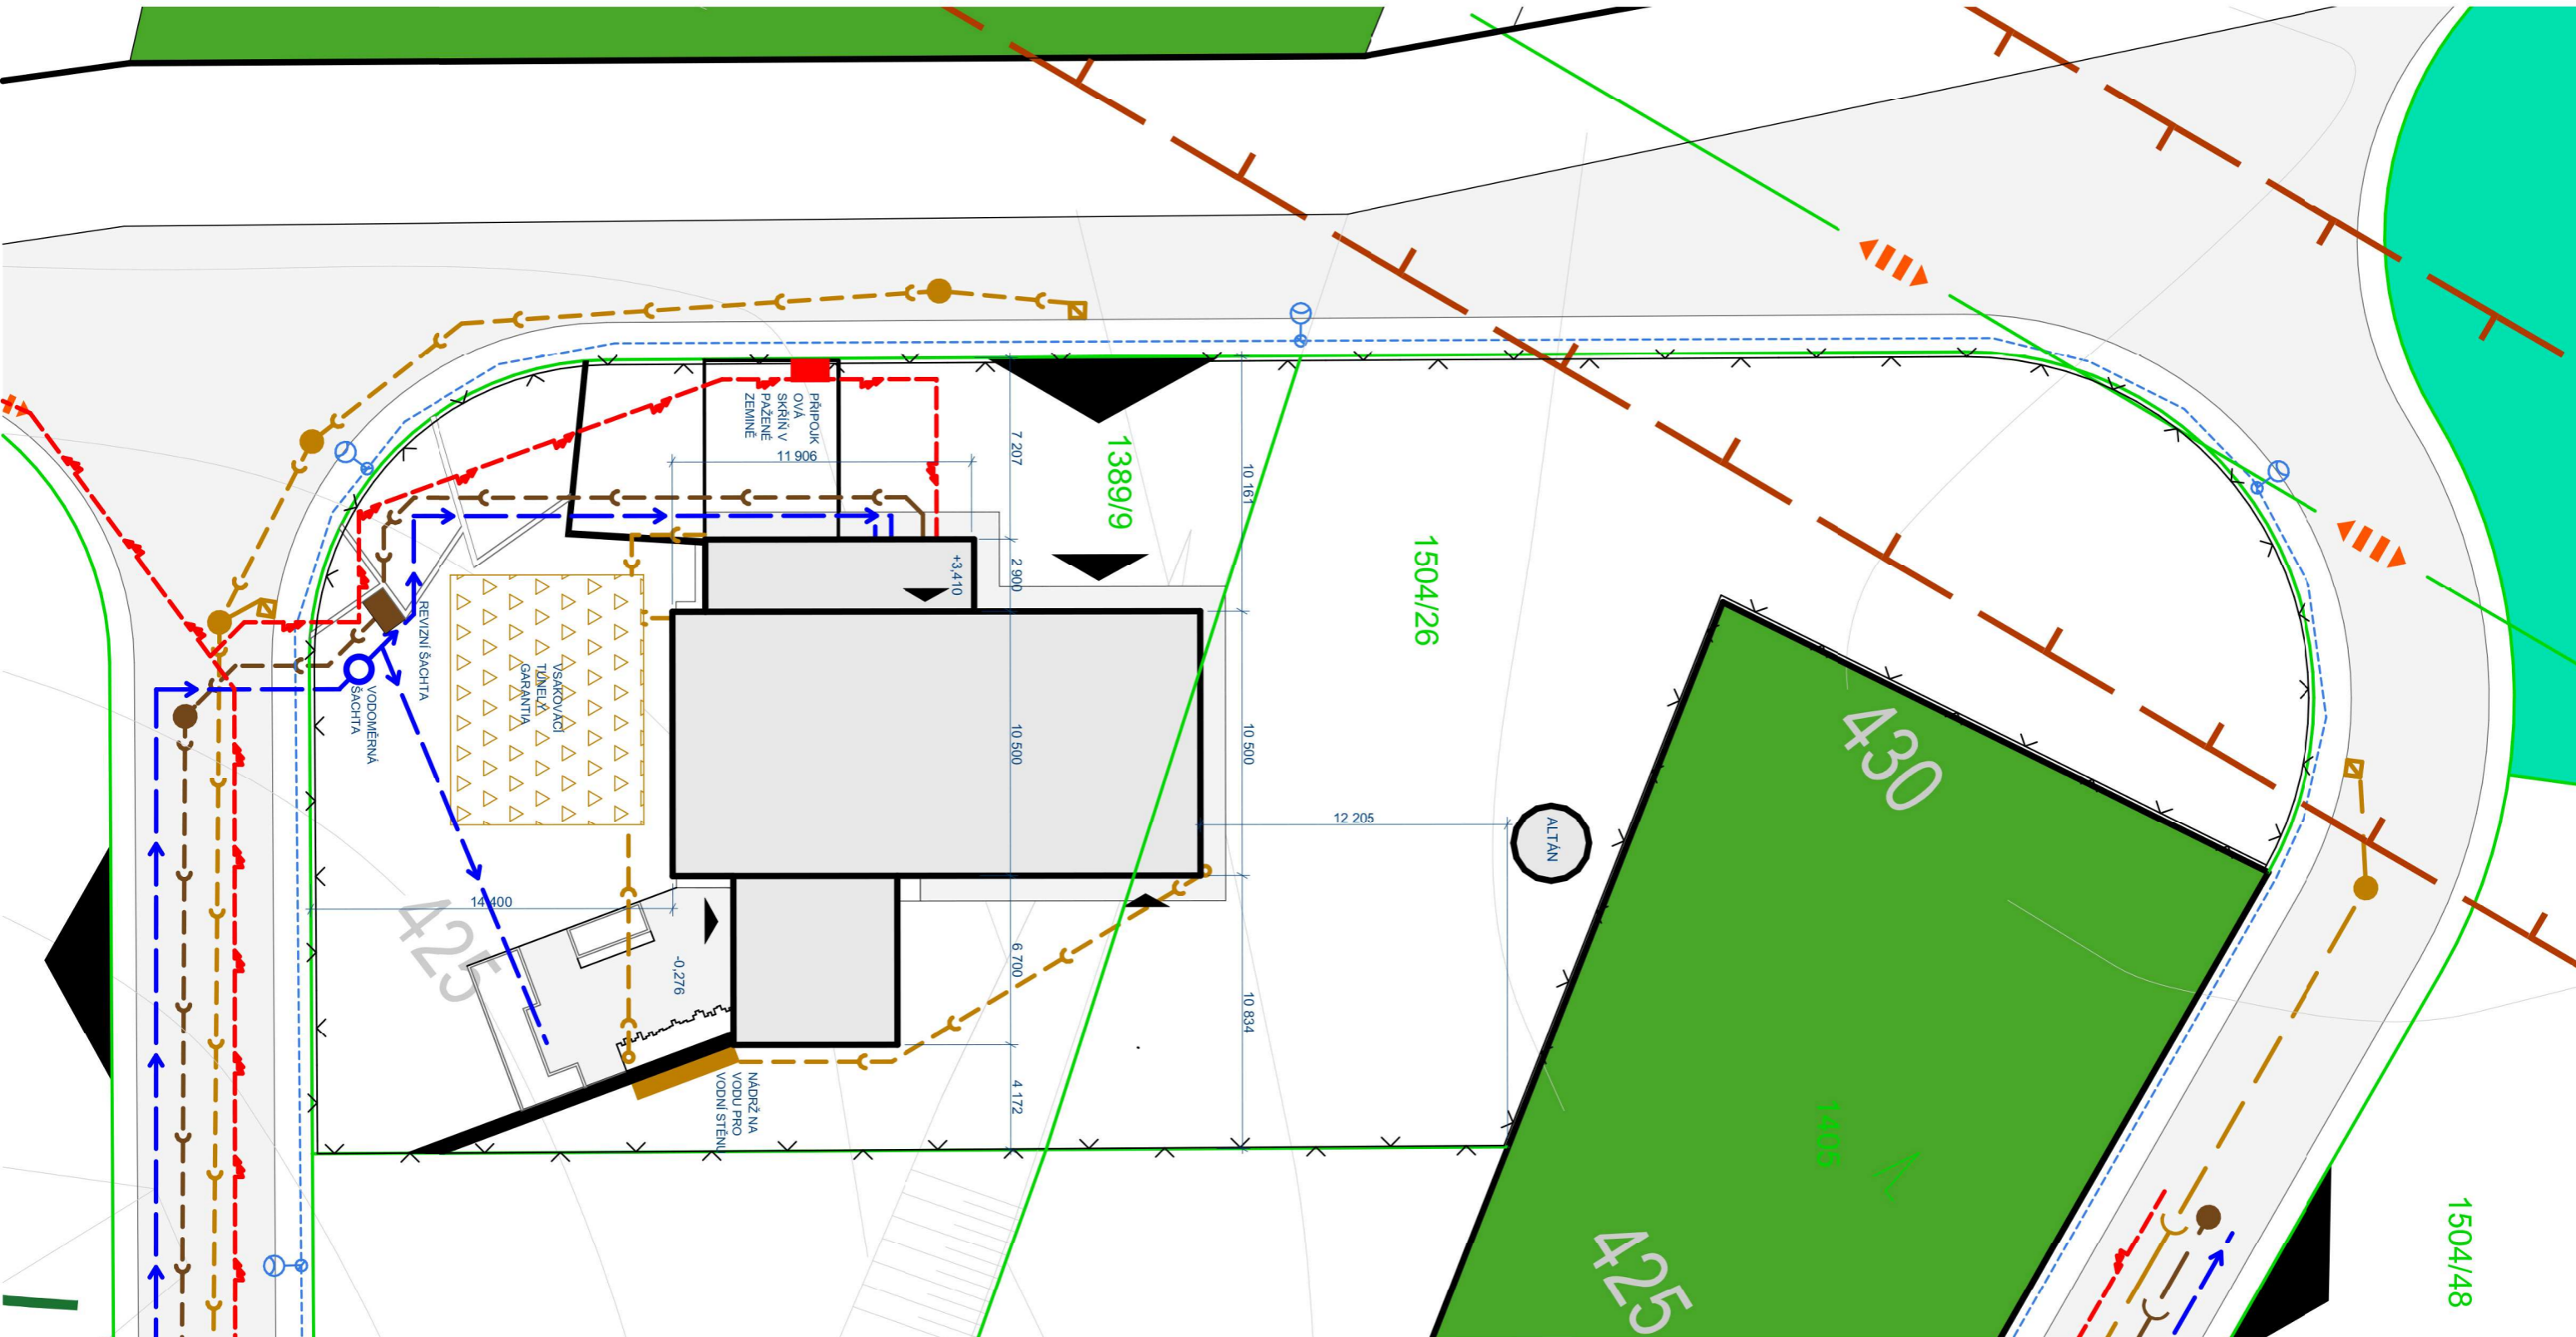 PŘIPOJK
OVÁ
SKŘÍŇ V
PAŽENÉ
ZEMINĚ
11 906
7 207
10 161
1389/9
1504/26
+3,410
2 900
REVIZNÍ ŠACHTA
VODOMĚRNÁ
ŠACHTA
VSAKOVACÍ
TUNELY
GARANTIA
10 500
10 500
12 205
ALTÁN
430
14 400
425
-0,276
6 700
10 834
NÁDRŽ NA
VODU PRO
VODNÍ STĚNU
4 172
1405
425
1504/48